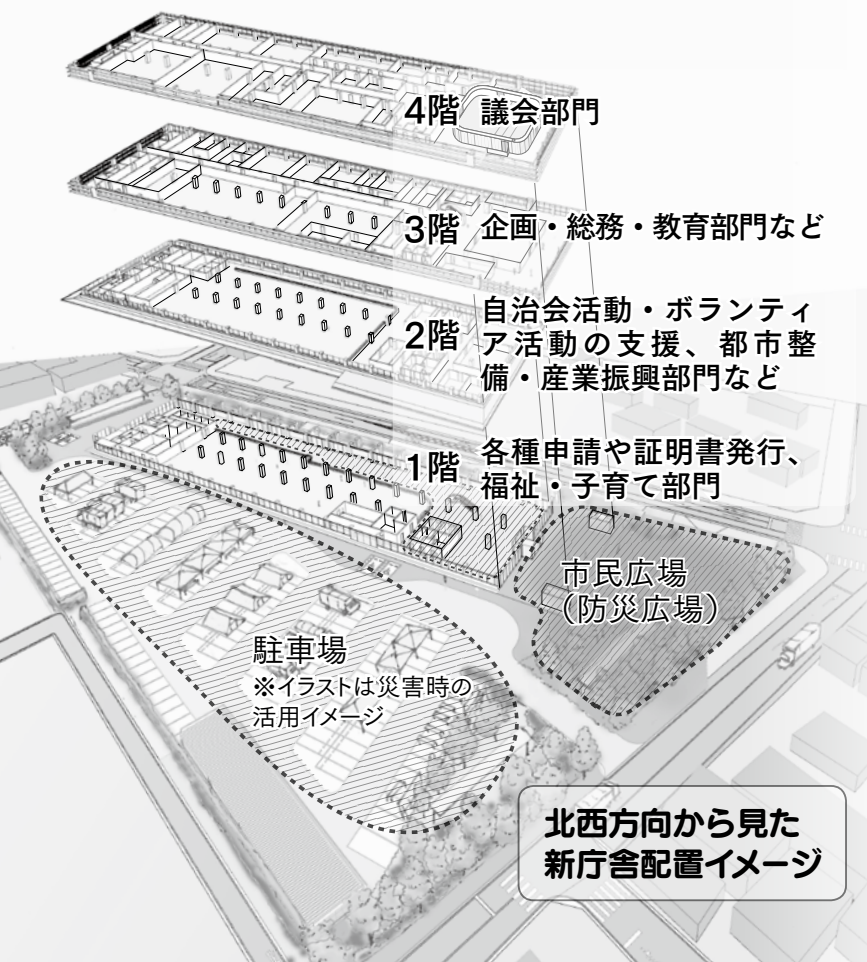 4階 議会部門
3階 企画・総務・教育部門など
2階 自治会活動・ボランティ
ア活動の支援、都市整
備・産業振興部門など
1階 各種申請や証明書発行、
福祉・子育て部門
市民広場
（防災広場）
駐車場
※イラストは災害時の
活用イメージ
北西方向から見た
新庁舎配置イメージ